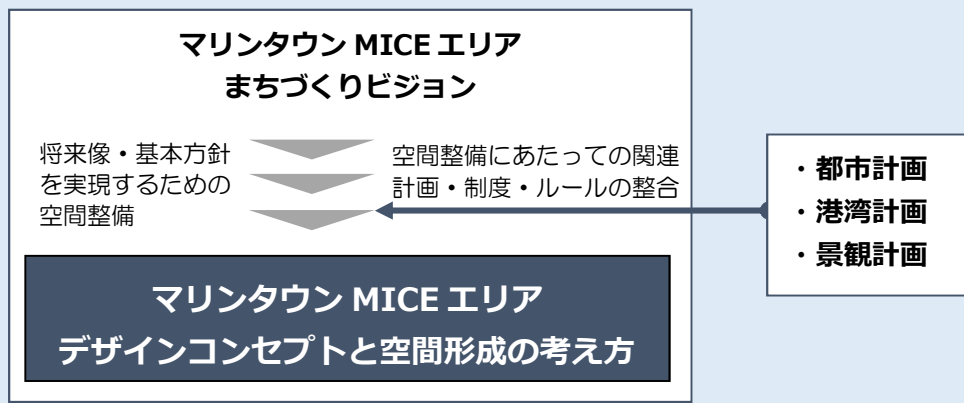 マリンタウン MICE エリア
まちづくりビジョン
将来像・基本方針
を実現するための
空間整備
空間整備にあたっての関連
計画・制度・ルールの整合
・都市計画
・港湾計画
・景観計画
マリンタウン MICE エリア
デザインコンセプトと空間形成の考え方